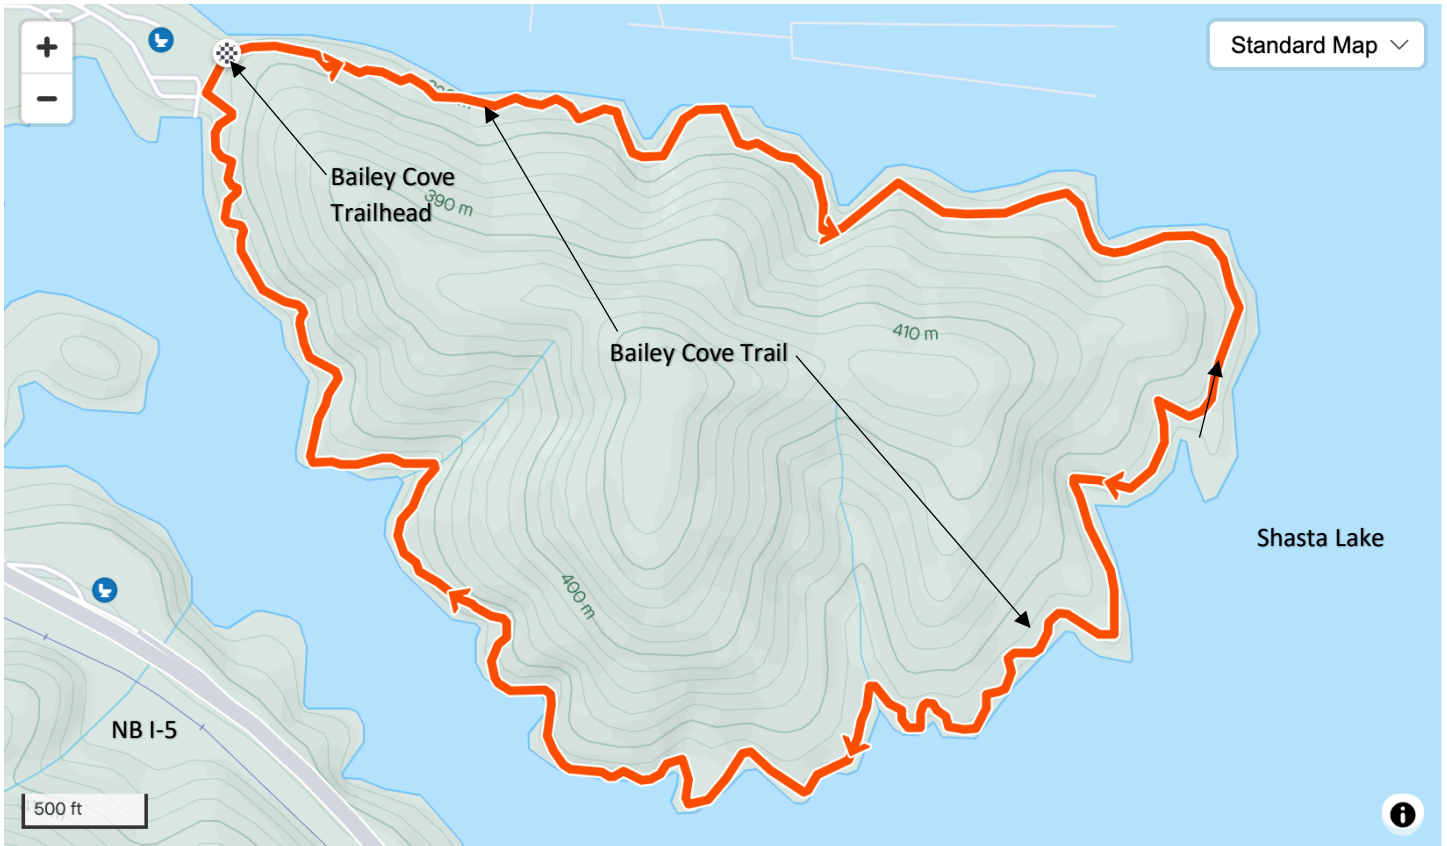 +
Standard Map
-
Bailey Cove
Trailhead
390 m
410 m
Bailey Cove Trail
Shasta Lake
400 m
NB I-5
500 ft
i